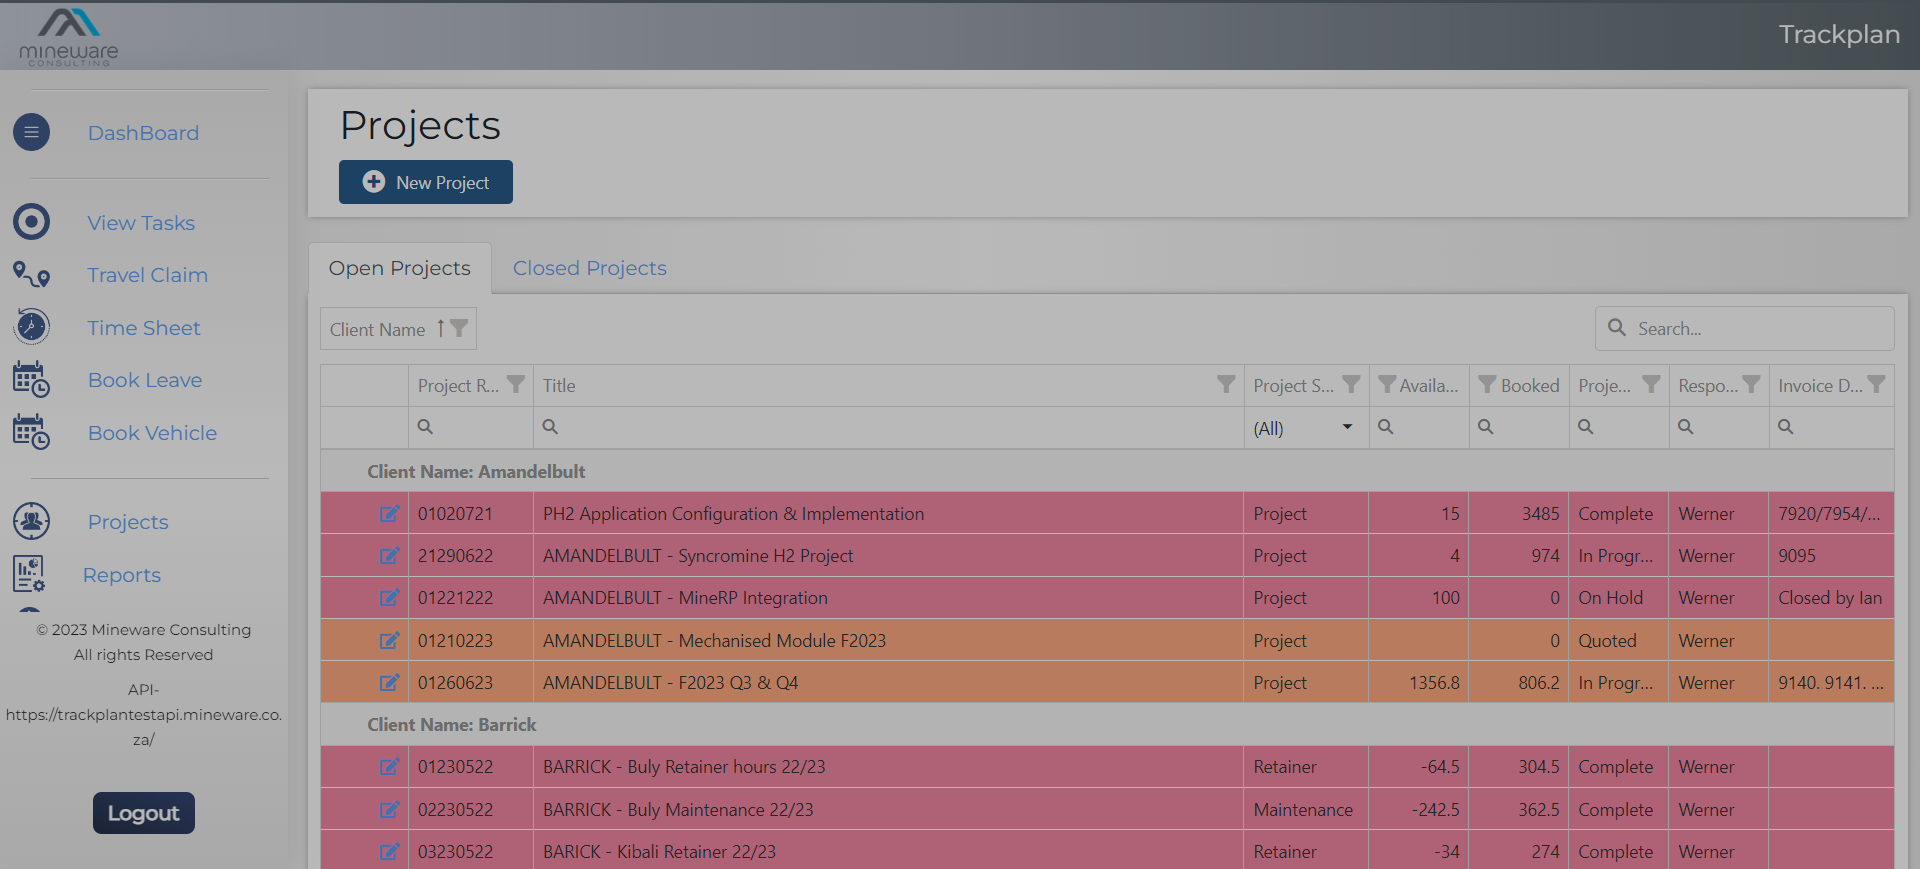 mineware
CONSULTING
Trackplan
DashBoard
View Tasks
Travel Claim
Time Sheet
Book Leave
Book Vehicle
Projects
Reports
© 2023 Mineware Consulting
All rights Reserved
API-
https://trackplantestapi.mineware.co.
za/
Logout
Projects
New Project
Open Projects Closed Projects
Client Name
Search...
Project R... Title Project S... Availa... Booked Proje... Respo... Invoice D...
(All)
Client Name: Amandelbult
01020721 PH2 Application Configuration & Implementation Project 15 3485 Complete Werner 7920/7954/...
21290622 AMANDELBULT - Syncromine H2 Project Project 4 974 In Progr... Werner 9095
01221222 AMANDELBULT - MineRP Integration Project 100 0 On Hold Werner Closed by Ian
01210223 AMANDELBULT - Mechanised Module F2023 Project 0 Quoted Werner
01260623 AMANDELBULT - F2023 Q3 & Q4 Project 1356.8 806.2 In Progr... Werner 9140. 9141. ...
Client Name: Barrick
01230522 BARRICK - Buly Retainer hours 22/23 Retainer -64.5 304.5 Complete Werner
02230522 BARRICK - Buly Maintenance 22/23 Maintenance -242.5 362.5 Complete Werner
03230522 BARICK - Kibali Retainer 22/23 Retainer -34 274 Complete Werner